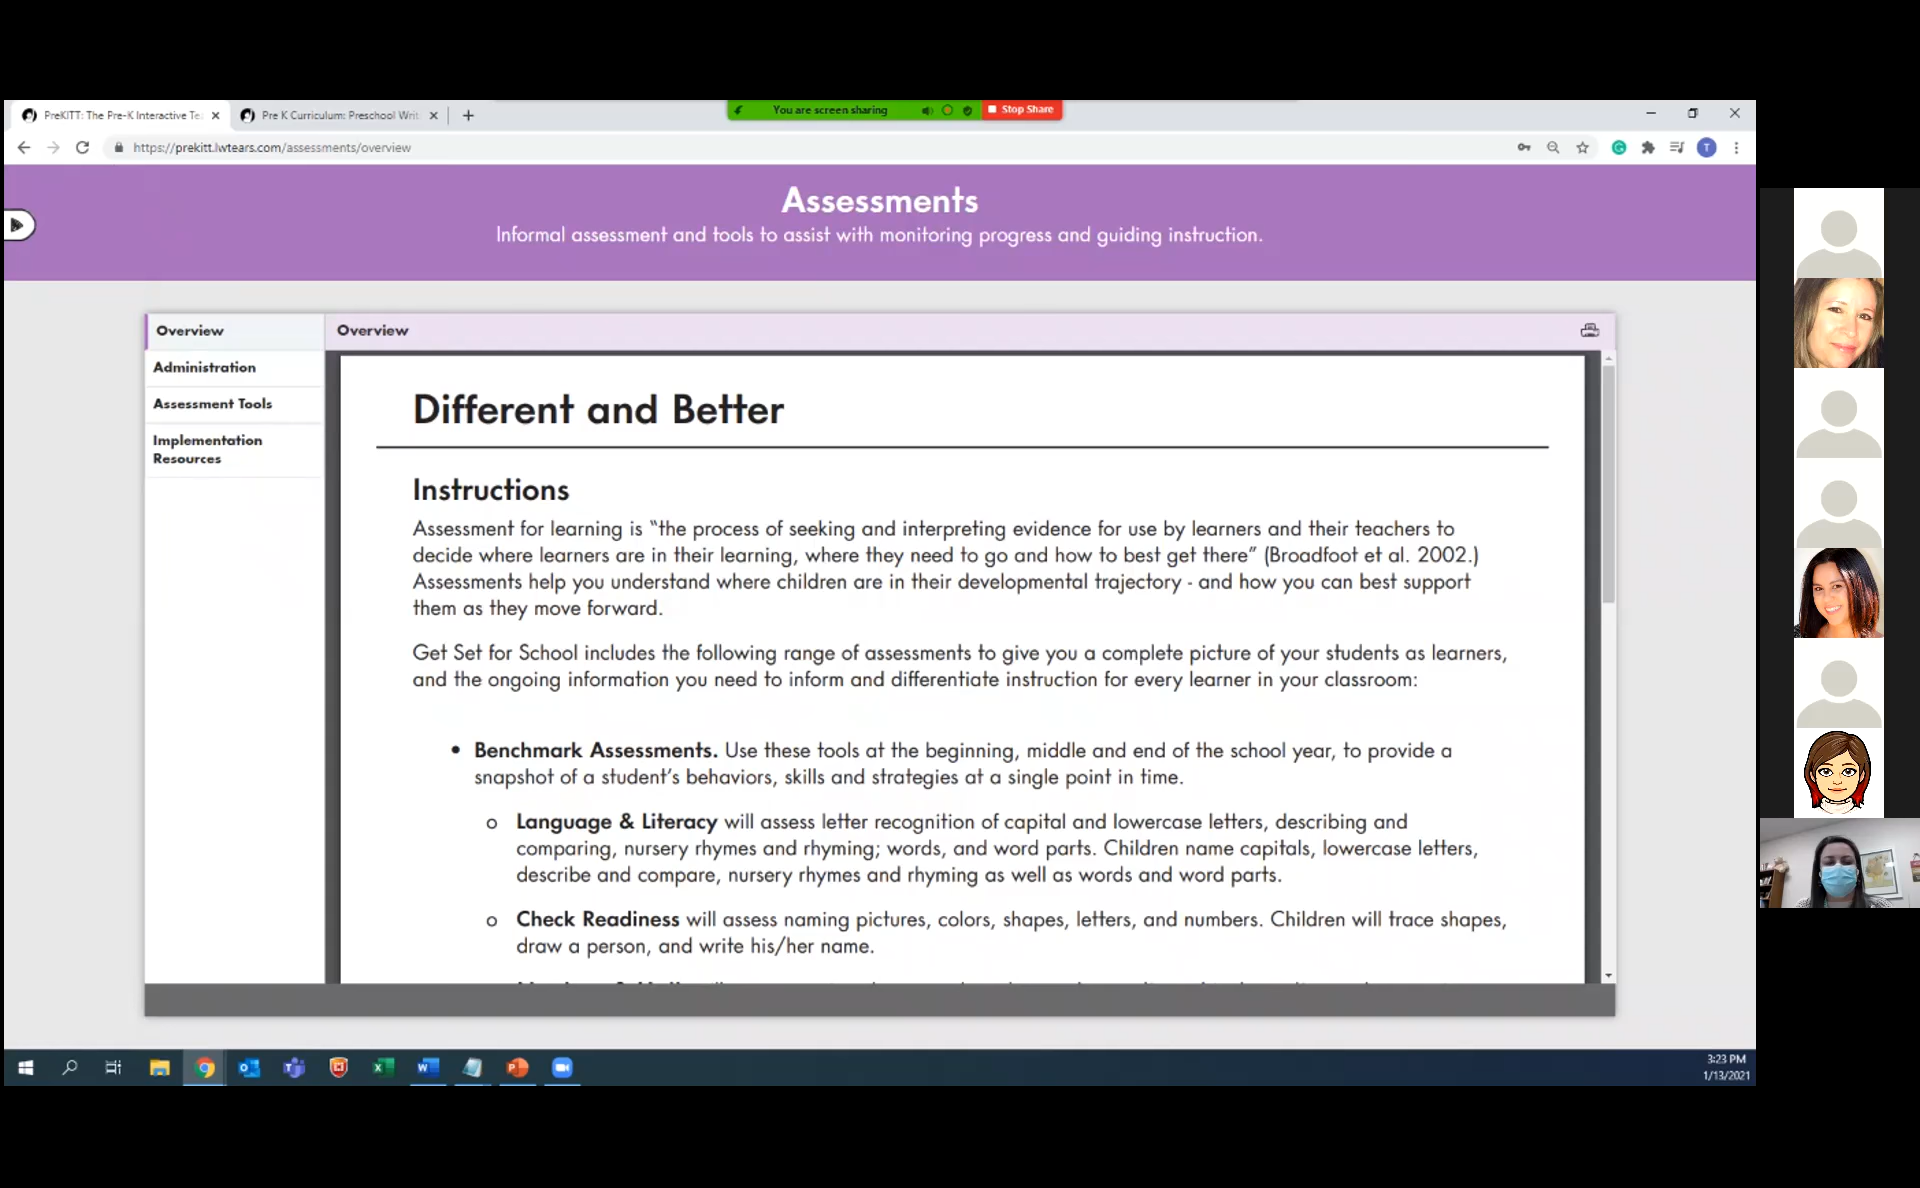 PreKITT: The Pre-K Interactive Te
Pre K Curriculum: Preschool Writ
You are screen sharing
Stop Share
https://prekitt.lwtears.com/assessments/overview
T
Assessments
Informal assessment and tools to assist with monitoring progress and guiding instruction.
Overview
Administration
Assessment Tools
Implementation
Resources
Overview
Different and Better
Instructions
Assessment for learning is “the process of seeking and interpreting evidence for use by learners and their teachers to
decide where learners are in their learning, where they need to go and how to best get there” (Broadfoot et al. 2002.)
Assessments help you understand where children are in their developmental trajectory - and how you can best support
them as they move forward.
Get Set for School includes the following range of assessments to give you a complete picture of your students as learners,
and the ongoing information you need to inform and differentiate instruction for every learner in your classroom:
• Benchmark Assessments. Use these tools at the beginning, middle and end of the school year, to provide a
snapshot of a student’s behaviors, skills and strategies at a single point in time.
o Language & Literacy will assess letter recognition of capital and lowercase letters, describing and
comparing, nursery rhymes and rhyming; words, and word parts. Children name capitals, lowercase letters,
describe and compare, nursery rhymes and rhyming as well as words and word parts.
o Check Readiness will assess naming pictures, colors, shapes, letters, and numbers. Children will trace shapes,
draw a person, and write his/her name.
3:23 PM
1/13/2021